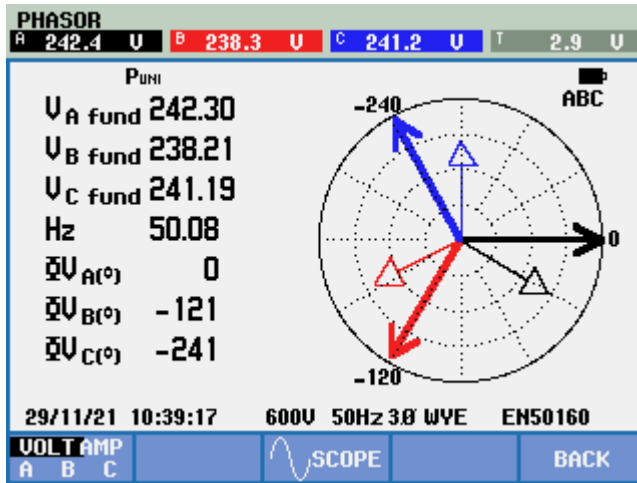 PHASOR
A 242.4 V B 238.3 V C 241.2 V T 2.9 V
PUNI
ABC
VA fund 242.30
VB fund 238.21
VC fund 241.19
Hz 50.08
ΦVA(°) 0
ΦVB(°) -121
ΦVC(°) -241
-240
0
-120
29/11/21 10:39:17 600V 50Hz 3.0̸ WYE EN50160
VOLT AMP
A B C
SCOPE
BACK